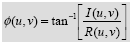 ϕ(u,v) = tan⁻¹[I(u,v)/R(u,v)]